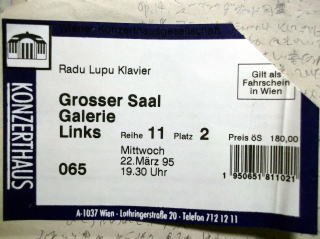 Wiener Konzerthausgesellschaft
KONZERTHAUS
Radu Lupu Klavier
Gilt als
Fahrschein
in Wien
Grosser Saal
Galerie
Links Reihe 11 Platz 2 Preis öS 180,00
Mittwoch
065 22.März 95
19.30 Uhr
1 950651 811021
A-1037 Wien - Lothringerstraße 20 - Telefon 712 12 11